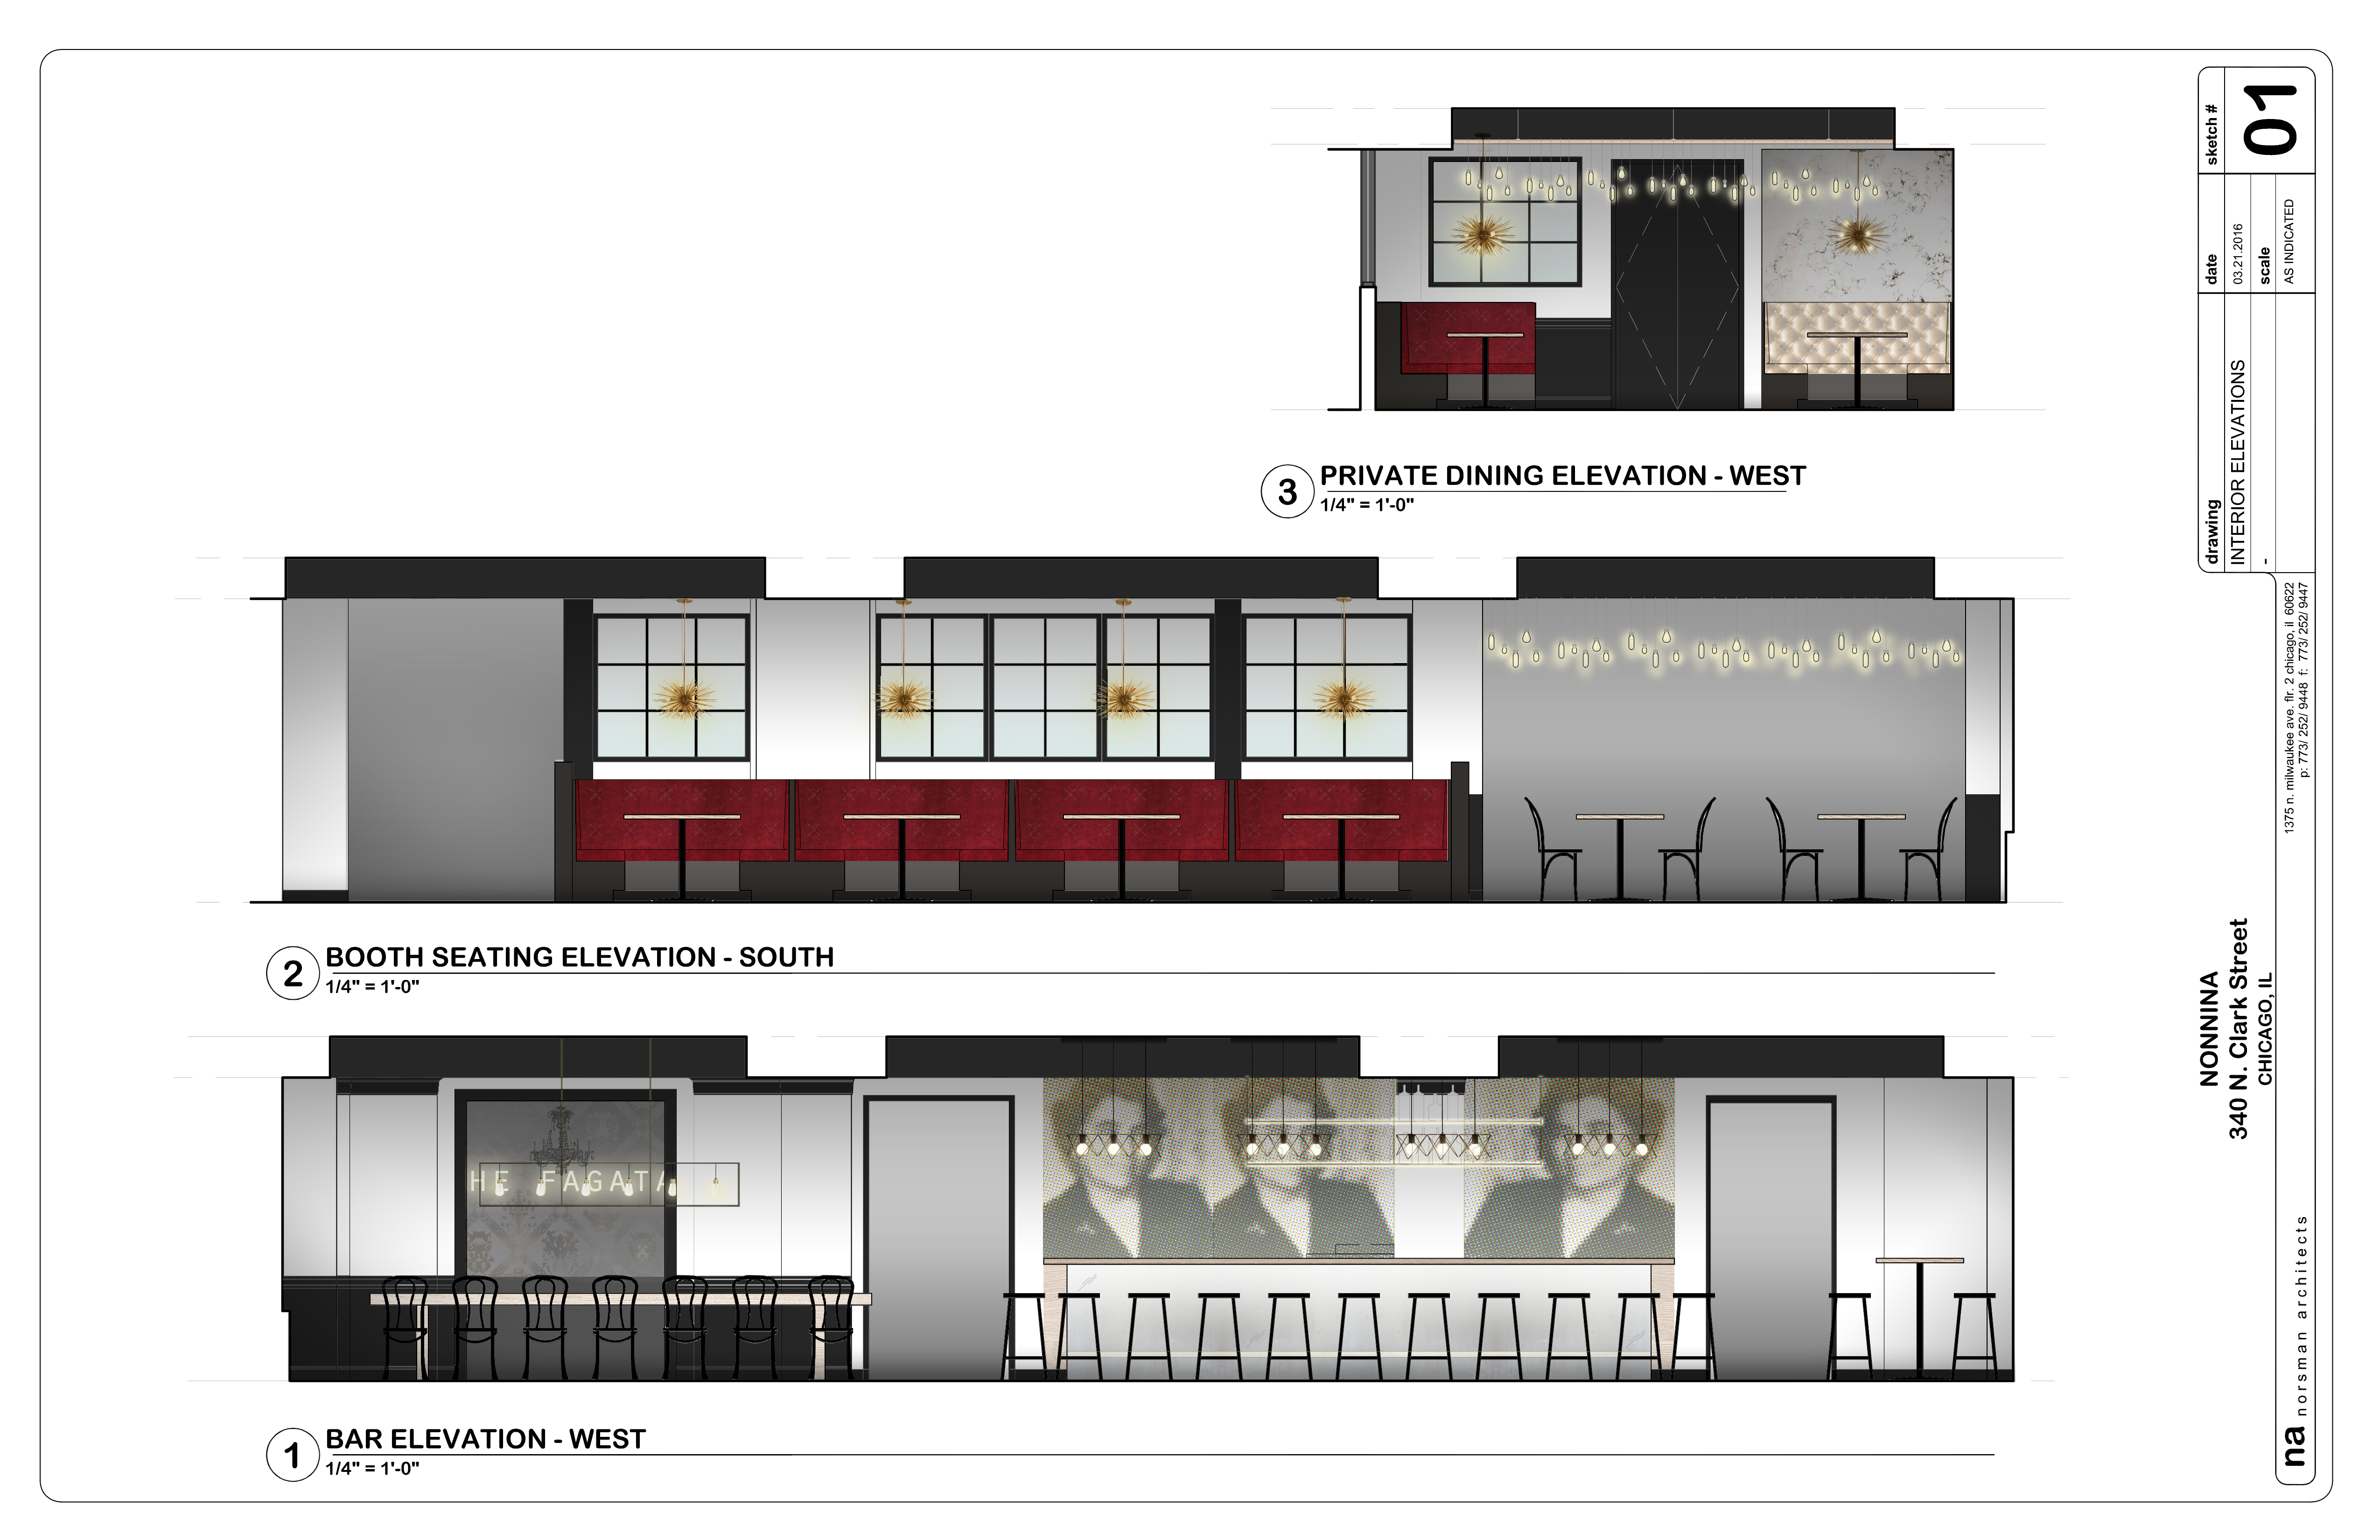 3
PRIVATE DINING ELEVATION - WEST
1/4" = 1'-0"
2
BOOTH SEATING ELEVATION - SOUTH
1/4" = 1'-0"
HE FAGATA
1
BAR ELEVATION - WEST
1/4" = 1'-0"
sketch #
01
date
03.21.2016
scale
AS INDICATED
drawing
INTERIOR ELEVATIONS
-
1375 n. milwaukee ave. flr. 2 chicago, il 60622
p: 773/ 252/ 9448 f: 773/ 252/ 9447
NONNINA
340 N. Clark Street
CHICAGO, IL
na norsman architects